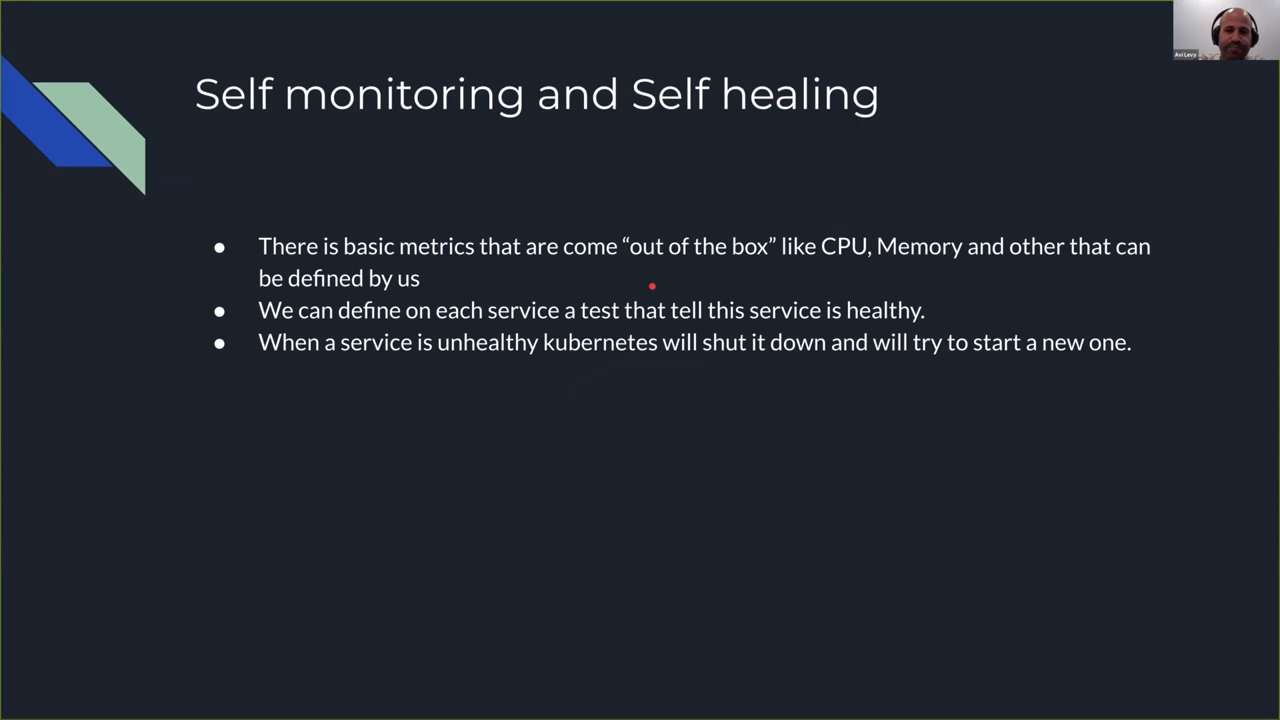 Avi Levy
Self monitoring and Self healing
● There is basic metrics that are come “out of the box” like CPU, Memory and other that can
be defined by us
● We can define on each service a test that tell this service is healthy.
● When a service is unhealthy kubernetes will shut it down and will try to start a new one.